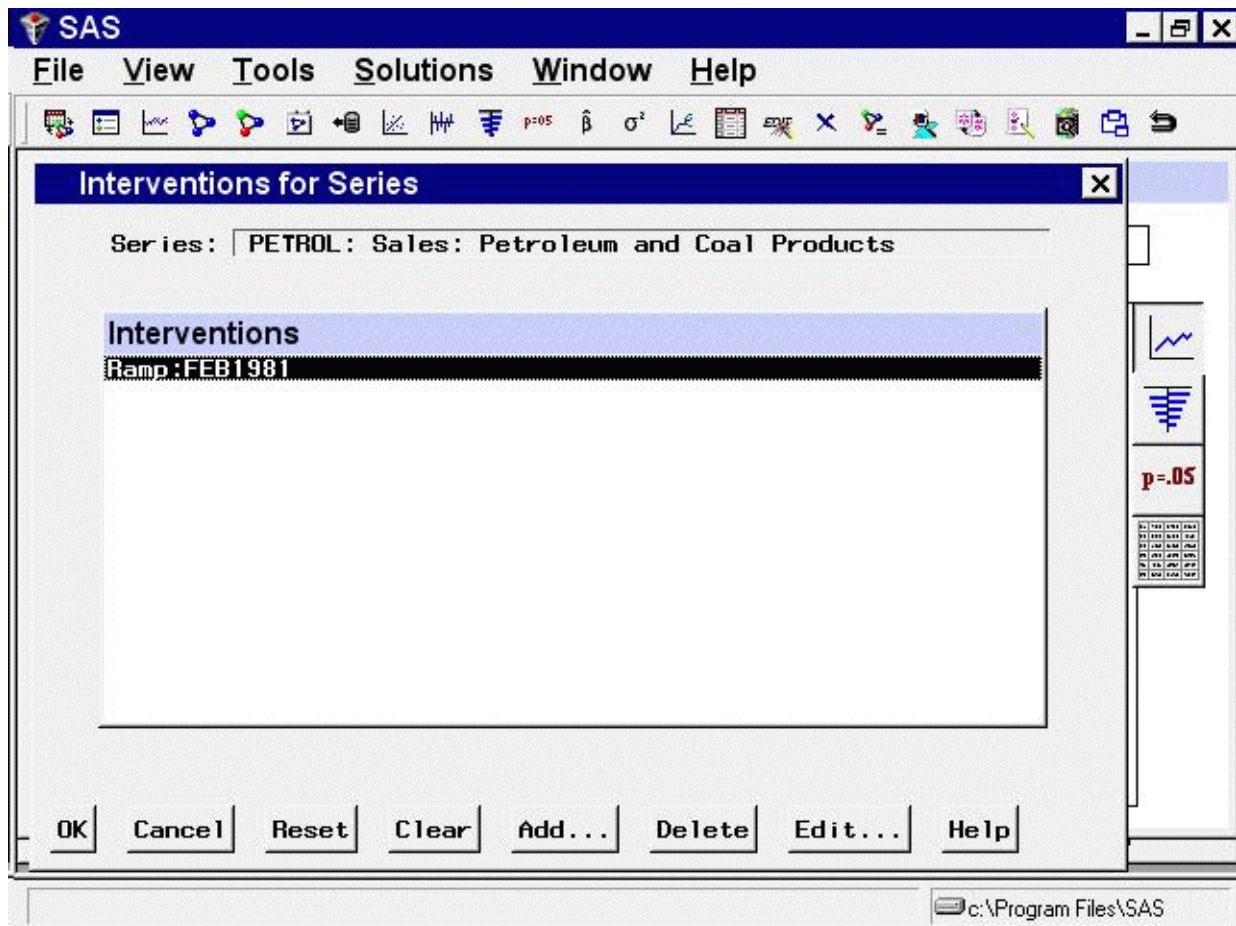 SAS
File View Tools Solutions Window Help
p=05 β̂ σ²
Interventions for Series
Series: PETROL: Sales: Petroleum and Coal Products
Interventions
Ramp:FEB1981
p=.05
OK Cancel Reset Clear Add... Delete Edit... Help
c:\Program Files\SAS